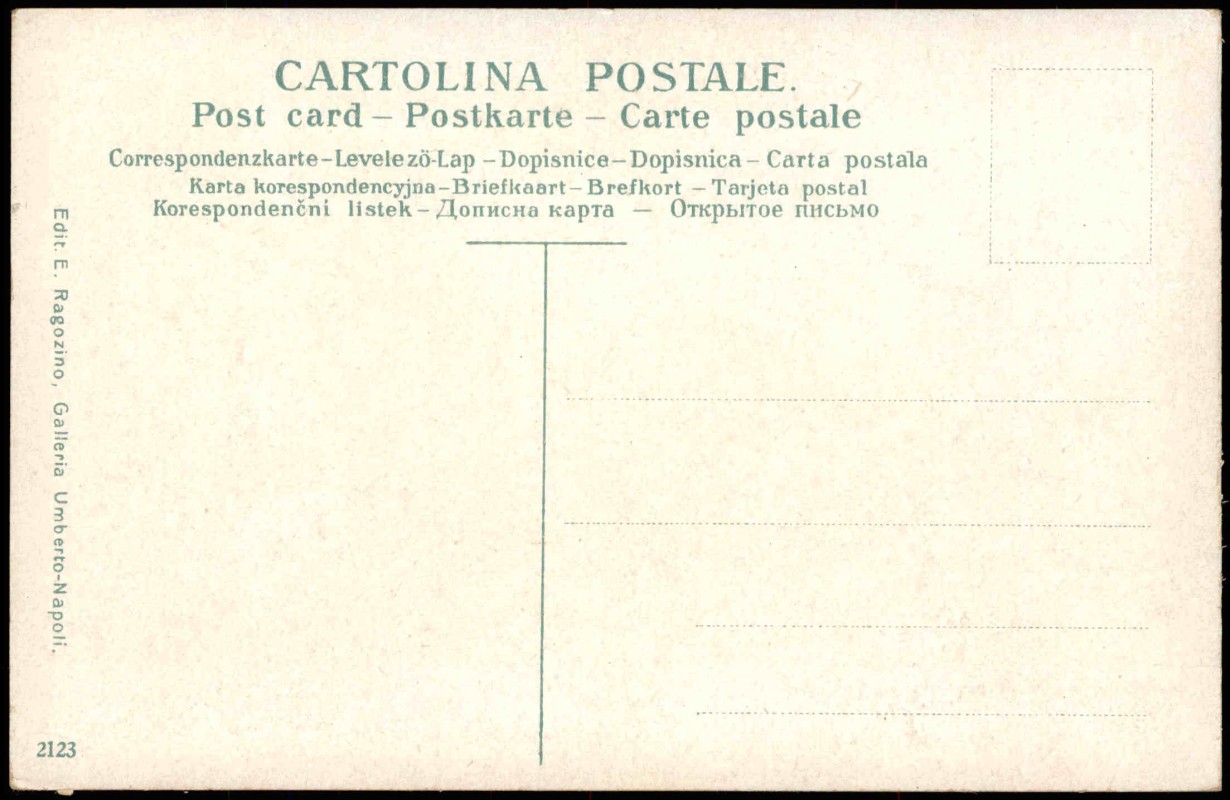 CARTOLINA POSTALE.
Post card – Postkarte – Carte postale
Correspondenzkarte – Levelezö-Lap – Dopisnice – Dopisnica – Carta postala
Karta korespondencyjna – Briefkaart – Brefkort – Tarjeta postal
Korespondenčni listek – Дописна карта — Открытое письмо
Edit. E. Ragozino, Galleria Umberto-Napoli.
2123